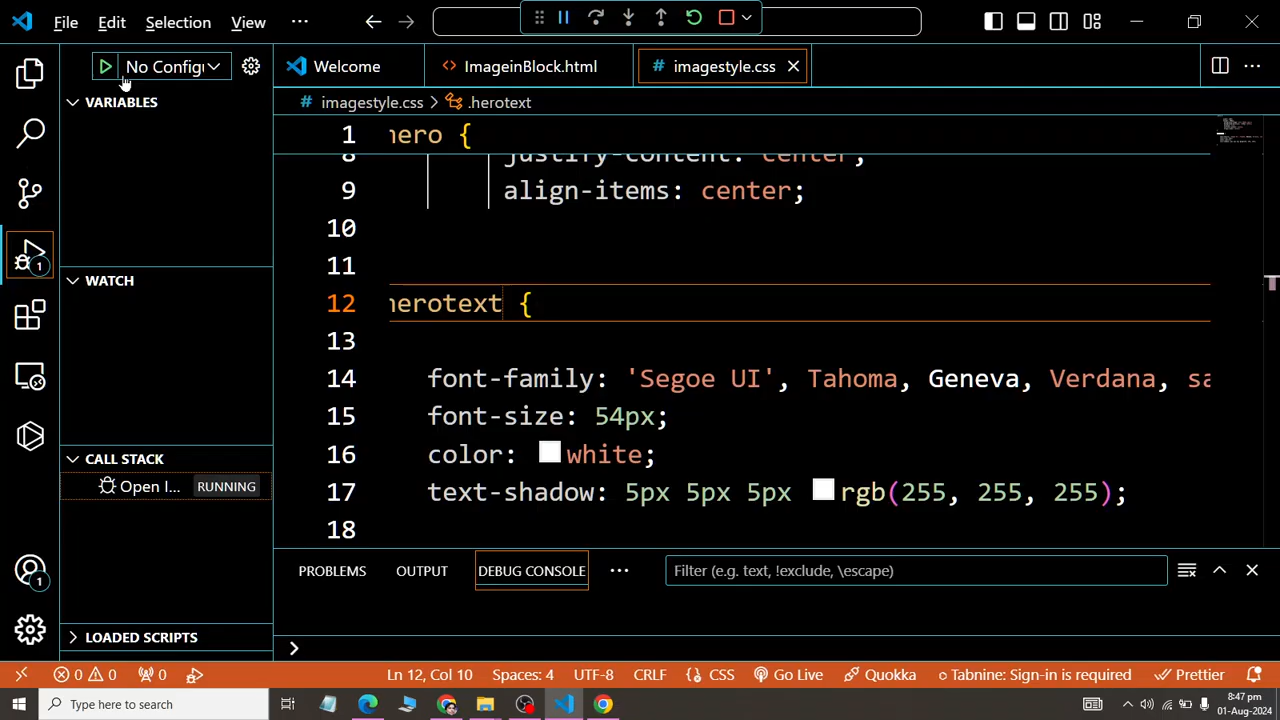 File Edit Selection View ···
No Configu
Welcome ImageinBlock.html # imagestyle.css
VARIABLES
# imagestyle.css > .herotext
1 hero {
8 justify-content: center;
9 align-items: center;
10
11
WATCH
12 herotext {
13
14 font-family: 'Segoe UI', Tahoma, Geneva, Verdana, sa
15 font-size: 54px;
CALL STACK
16 color: white;
Open I... RUNNING
17 text-shadow: 5px 5px 5px rgb(255, 255, 255);
18
PROBLEMS OUTPUT DEBUG CONSOLE ··· Filter (e.g. text, !exclude, \escape)
1
1
LOADED SCRIPTS
0 0 0 Ln 12, Col 10 Spaces: 4 UTF-8 CRLF {} CSS Go Live Quokka Tabnine: Sign-in is required Prettier
Type here to search
8:47 pm
01-Aug-2024